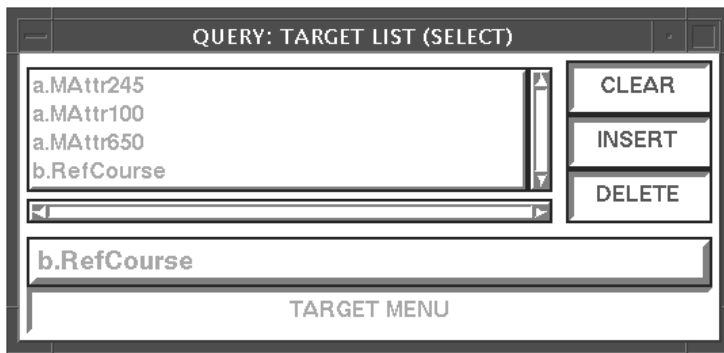 QUERY: TARGET LIST (SELECT)
a.MAttr245
a.MAttr100
a.MAttr650
b.RefCourse
CLEAR
INSERT
DELETE
b.RefCourse
TARGET MENU